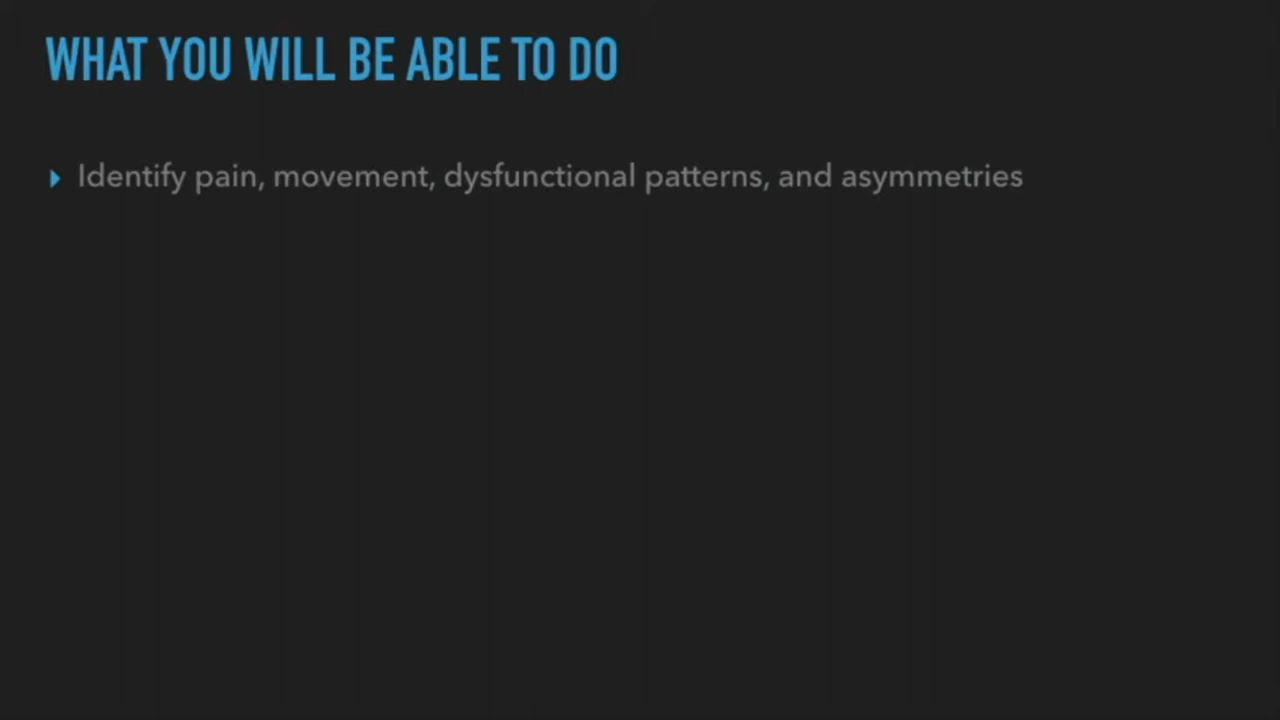 WHAT YOU WILL BE ABLE TO DO
Identify pain, movement, dysfunctional patterns, and asymmetries